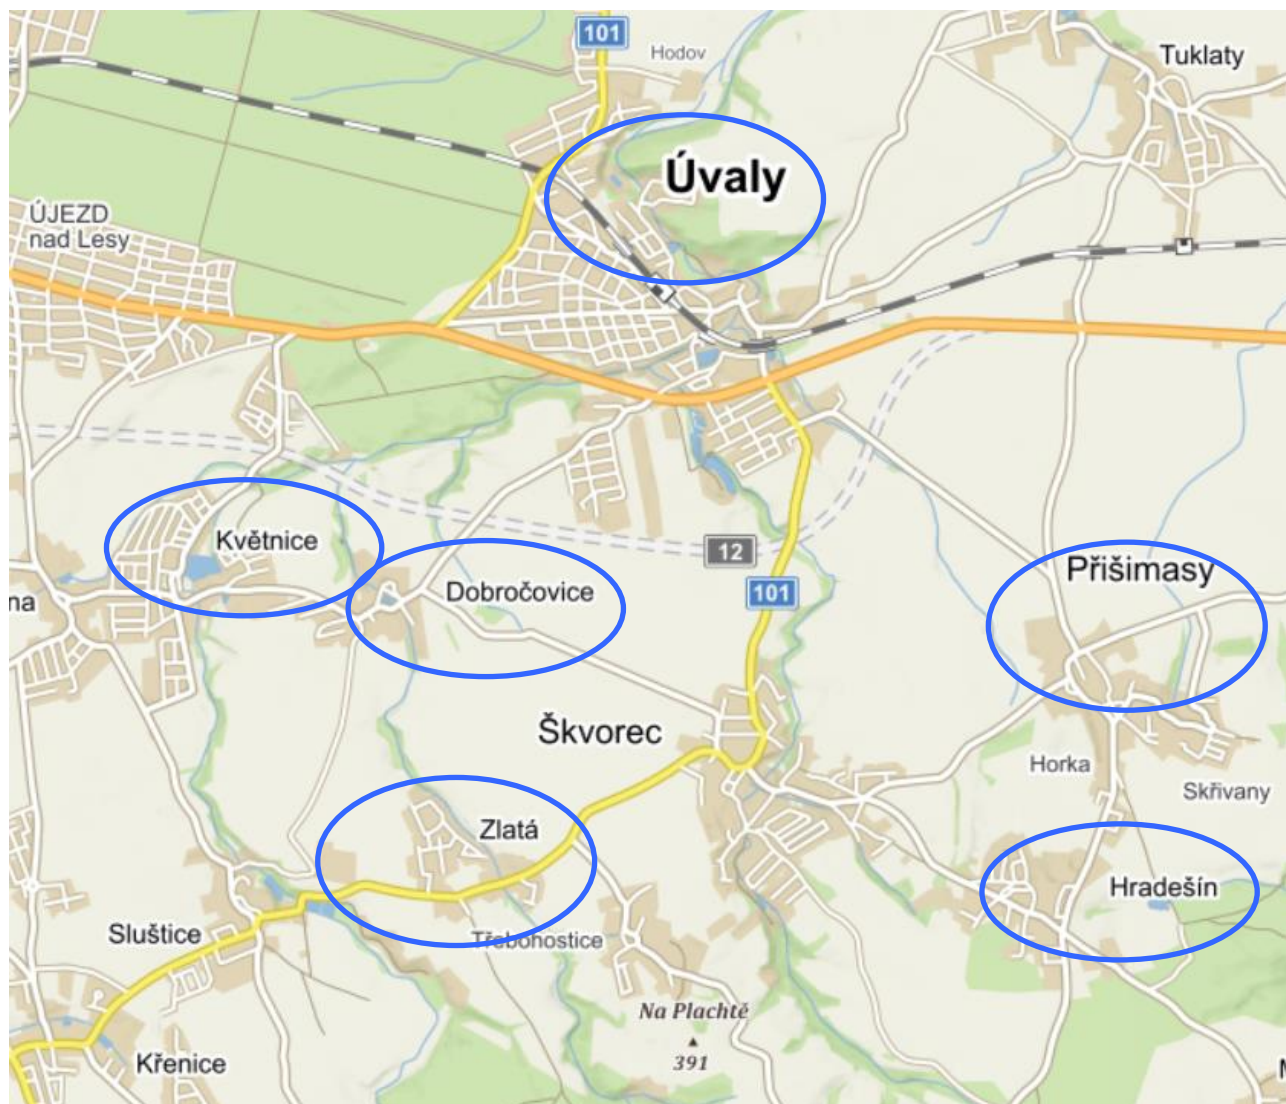 101
Hodov
Tuklaty
Úvaly
ÚJEZD
nad Lesy
Květnice
12
Přišimasy
Dobročovice
101
na
Škvorec
Horka
Skřivany
Zlatá
Hradešín
Sluštice
Třebohostice
Na Plachtě
391
Křenice